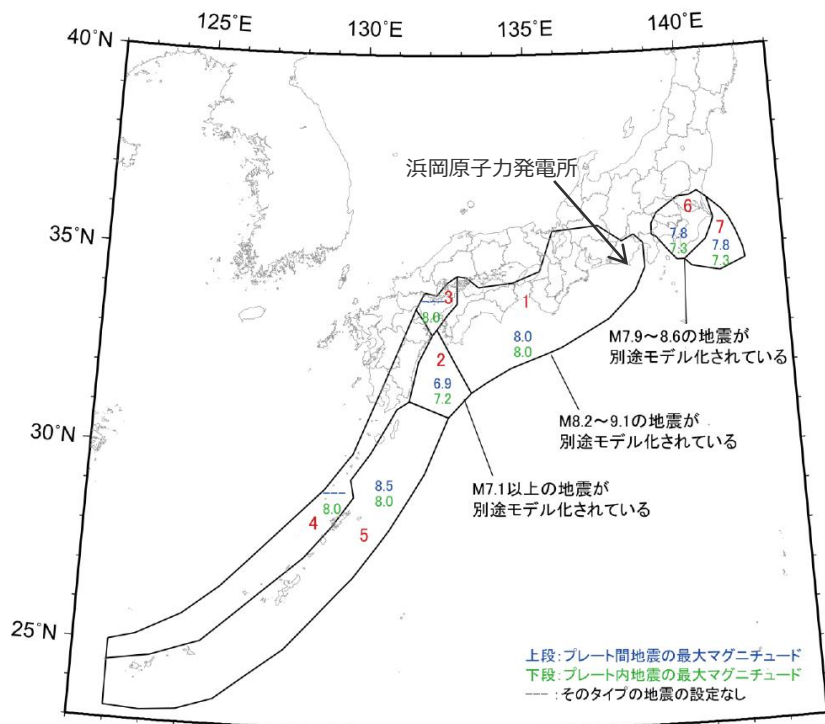 125°E
130°E
135°E
140°E
40°N
浜岡原子力発電所
35°N
6
7.8
7.3
7
7.8
7.3
3
---
8.0
1
8.0
8.0
M7.9～8.6の地震が
別途モデル化されている
2
6.9
7.2
M8.2～9.1の地震が
別途モデル化されている
30°N
M7.1以上の地震が
別途モデル化されている
---
8.0
4
8.5
8.0
5
25°N
上段:プレート間地震の最大マグニチュード
下段:プレート内地震の最大マグニチュード
--- そのタイプの地震の設定なし